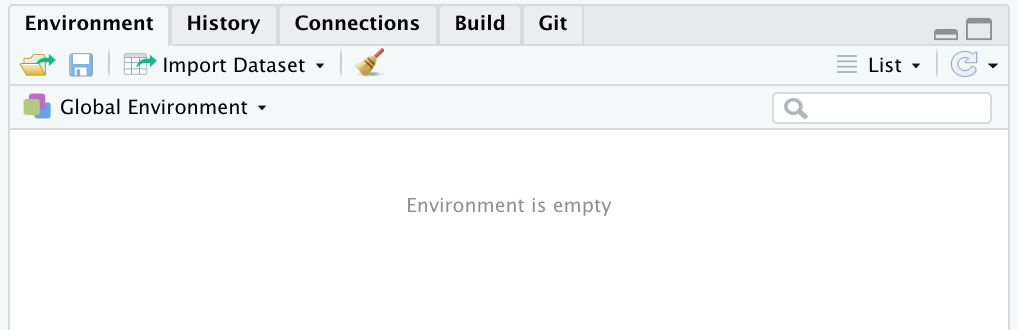 Environment History Connections Build Git
Import Dataset List
Global Environment
Environment is empty